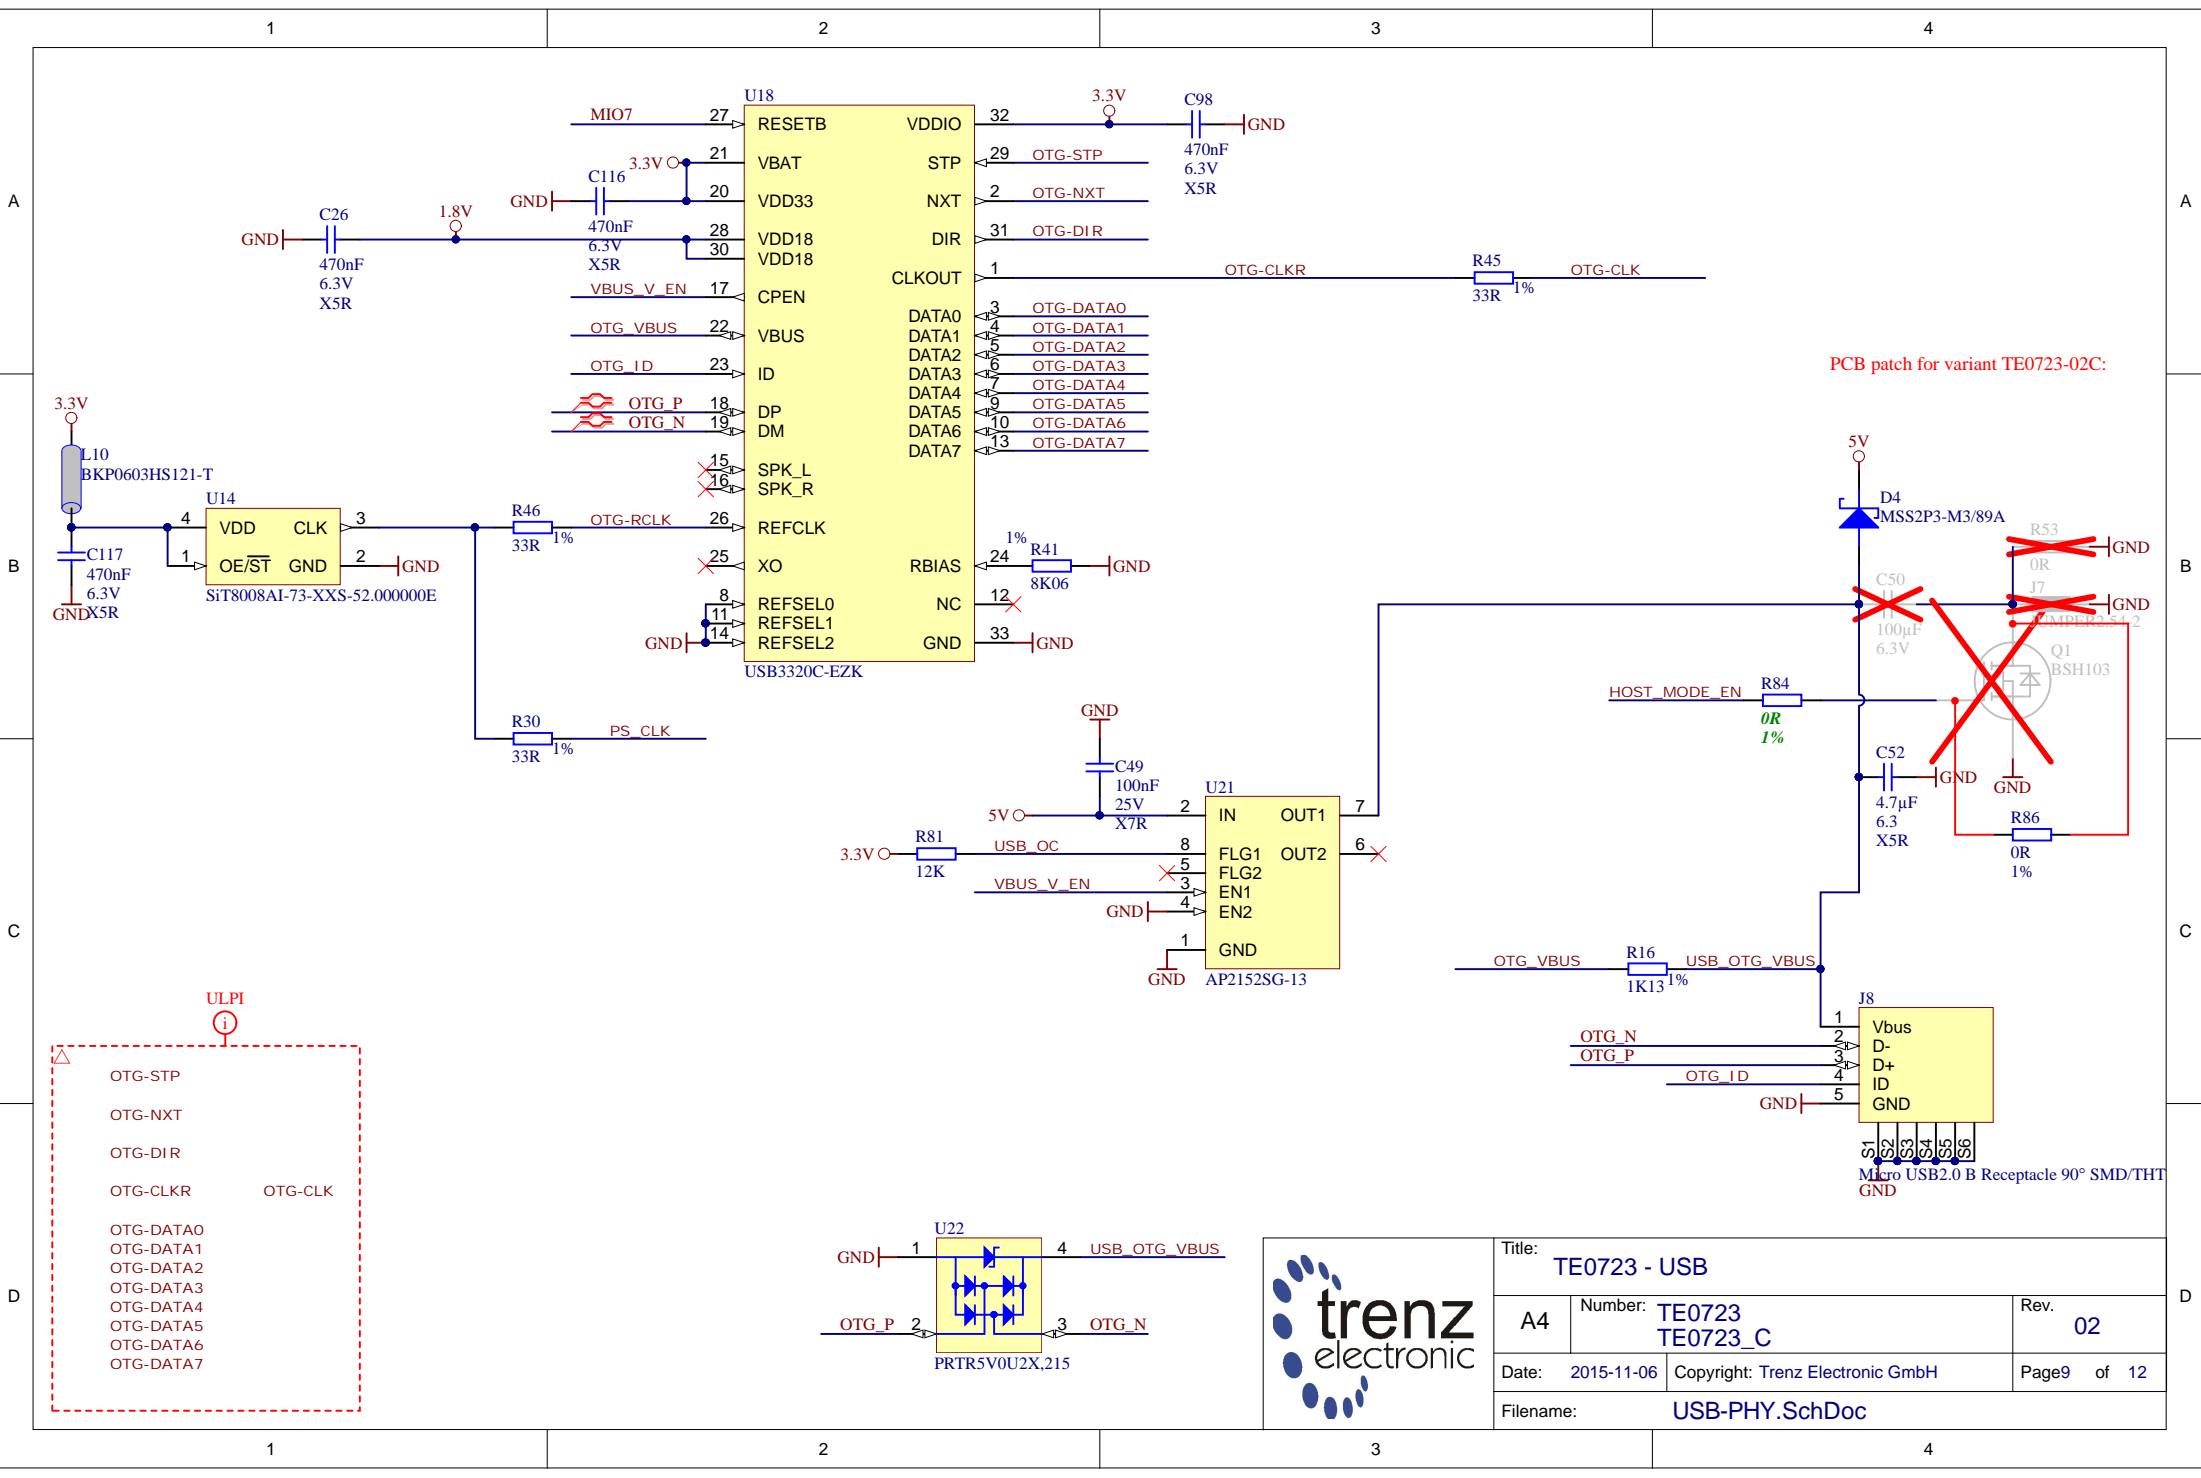 1 2 3 4
A A
B B
C C
D D
1 2 3 4
U18
MIO7 27 RESETB
3.3V 21 VBAT
20 VDD33
28 VDD18
30 VDD18
VBUS_V_EN 17 CPEN
OTG_VBUS 22 VBUS
OTG_ID 23 ID
OTG_P 18 DP
OTG_N 19 DM
15 SPK_L
16 SPK_R
OTG-RCLK 26 REFCLK
25 XO
8 REFSEL0
11 REFSEL1
GND 14 REFSEL2
USB3320C-EZK
VDDIO 32
STP 29 OTG-STP
NXT 2 OTG-NXT
DIR 31 OTG-DIR
CLKOUT 1 OTG-CLKR
DATA0 3 OTG-DATA0
DATA1 4 OTG-DATA1
DATA2 5 OTG-DATA2
DATA3 6 OTG-DATA3
DATA4 7 OTG-DATA4
DATA5 9 OTG-DATA5
DATA6 10 OTG-DATA6
DATA7 13 OTG-DATA7
RBIAS 24
NC 12
GND 33 GND
1% R41 GND
8K06
3.3V
C98 GND
470nF
6.3V
X5R
R45 OTG-CLK
33R 1%
GND C116
470nF
6.3V
X5R
GND C26 1.8V
470nF
6.3V
X5R
3.3V
L10
BKP0603HS121-T
C117
470nF
6.3V
X5R
GND
U14
4 VDD CLK 3
1 OE/ST GND 2 GND
SiT8008AI-73-XXS-52.000000E
R46
33R 1%
R30 PS_CLK
33R 1%
PCB patch for variant TE0723-02C:
5V
D4
MSS2P3-M3/89A
R53 GND
0R
C50
100µF
6.3V
J7 GND
JUMPER2.54-2
Q1
BSH103
GND
HOST_MODE_EN R84
0R
1%
C52 GND
4.7µF
6.3
X5R
R86
0R
1%
GND
C49
100nF
25V
X7R
U21
5V 2 IN OUT1 7
3.3V R81 USB_OC 8 FLG1 OUT2 6
12K 5 FLG2
VBUS_V_EN 3 EN1
GND 4 EN2
1 GND
GND AP2152SG-13
OTG_VBUS R16 USB_OTG_VBUS
1K13 1%
J8
1 Vbus
OTG_N 2 D-
OTG_P 3 D+
OTG_ID 4 ID
GND 5 GND
S1 S2 S3 S4 S5 S6
Micro USB2.0 B Receptacle 90° SMD/THT
GND
ULPI
i
OTG-STP
OTG-NXT
OTG-DIR
OTG-CLKR OTG-CLK
OTG-DATA0
OTG-DATA1
OTG-DATA2
OTG-DATA3
OTG-DATA4
OTG-DATA5
OTG-DATA6
OTG-DATA7
U22
GND 1 4 USB_OTG_VBUS
OTG_P 2 3 OTG_N
PRTR5V0U2X,215
trenz
electronic
Title: TE0723 - USB
A4 Number: TE0723
TE0723_C
Rev. 02
Date: 2015-11-06 Copyright: Trenz Electronic GmbH Page9 of 12
Filename: USB-PHY.SchDoc